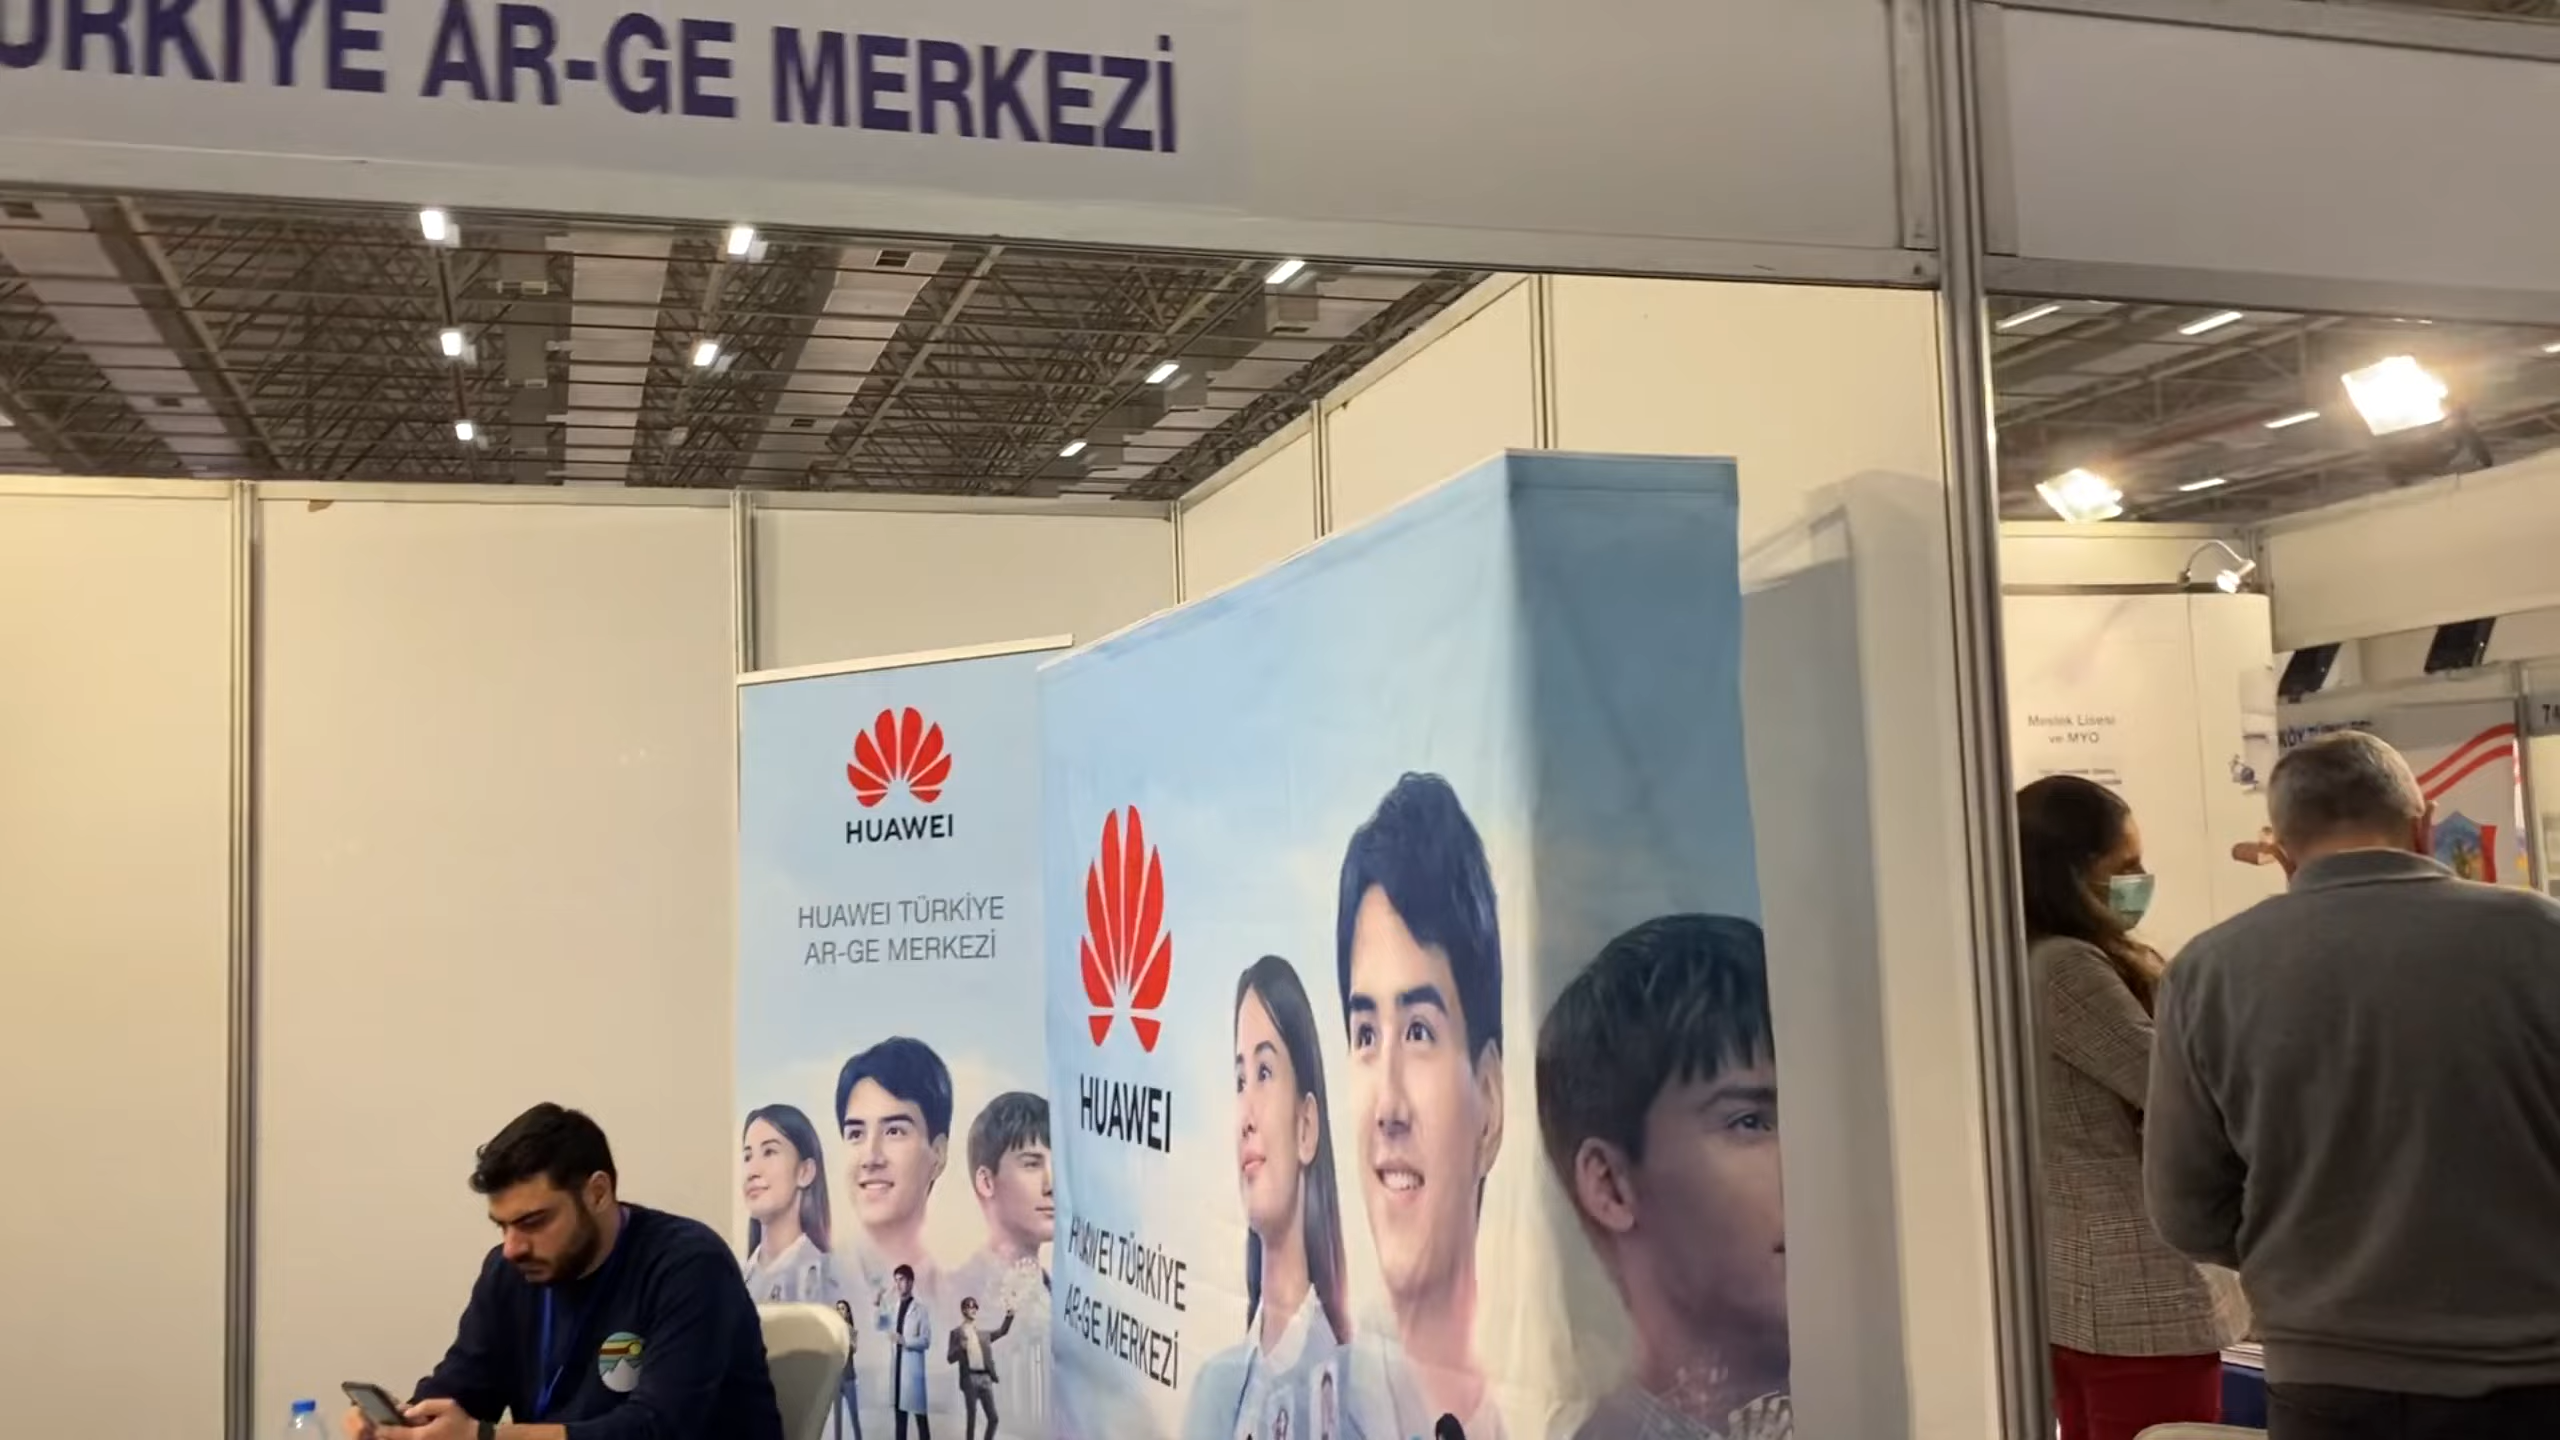 ÜRKİYE AR-GE MERKEZİ
HUAWEI
HUAWEI TÜRKİYE
AR-GE MERKEZİ
HUAWEI
HUAWEI TÜRKİYE
AR-GE MERKEZİ
Meslek Lisesi
ve MYO